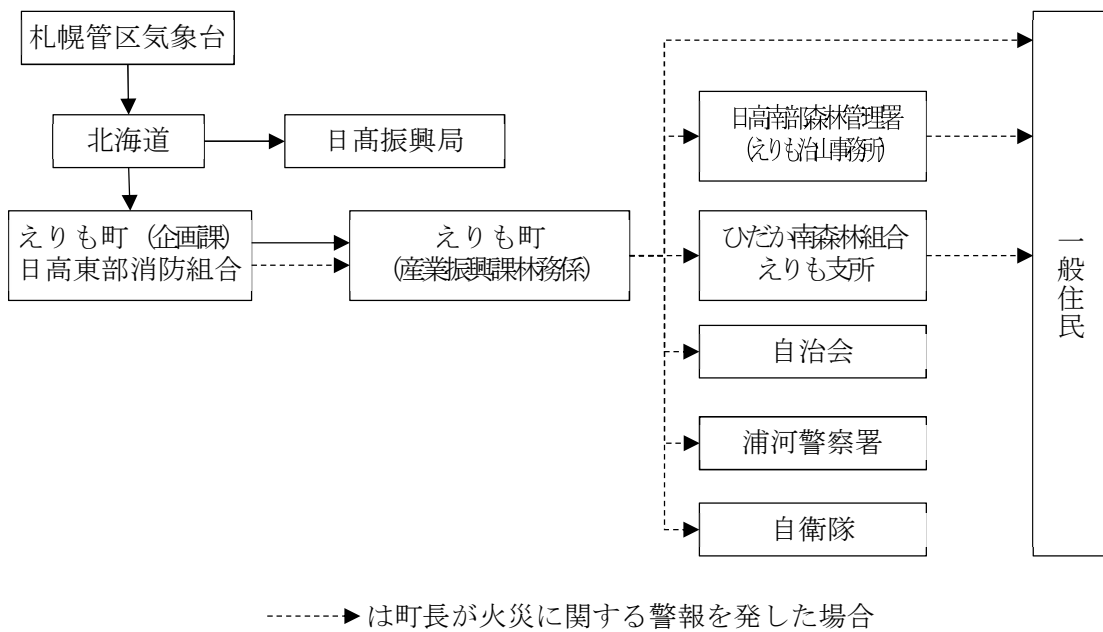 札幌管区気象台
北海道
日髙振興局
えりも町（企画課）
日高東部消防組合
えりも町
（産業振興課林務係）
日高南部森林管理署
（えりも治山事務所）
ひだか南森林組合
えりも支所
自治会
浦河警察署
自衛隊
一般住民
は町長が火災に関する警報を発した場合